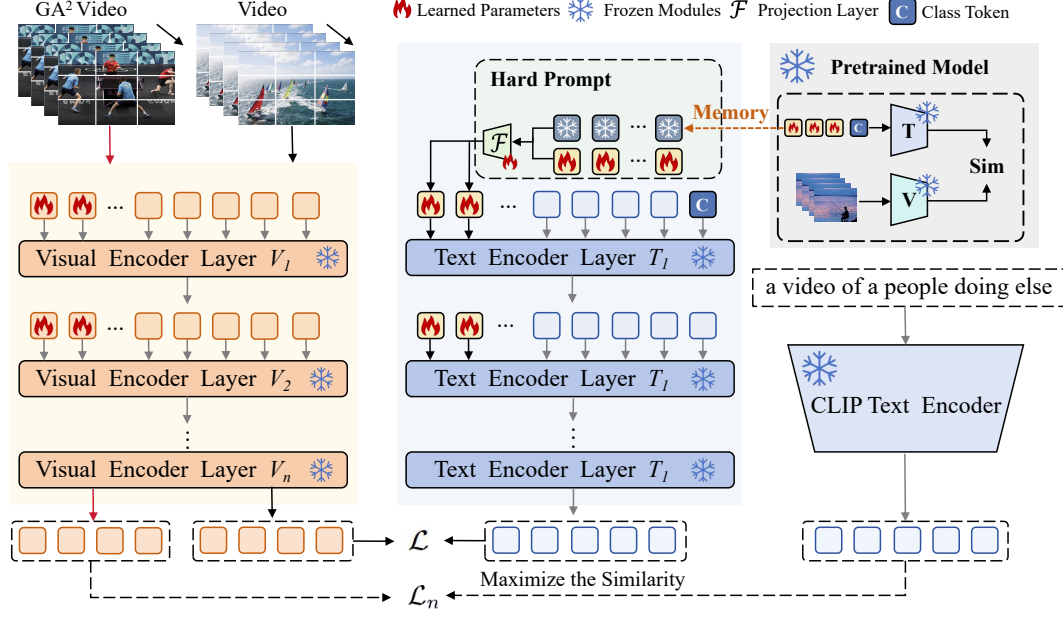 GA² Video
Video
Learned Parameters
Frozen Modules
F Projection Layer
C Class Token
Hard Prompt
F
Memory
Pretrained Model
C
T
Sim
V
C
Visual Encoder Layer V₁
Text Encoder Layer T₁
a video of a people doing else
Visual Encoder Layer V₂
Text Encoder Layer T₁
CLIP Text Encoder
Visual Encoder Layer Vₙ
Text Encoder Layer T₁
L
Maximize the Similarity
Lₙ